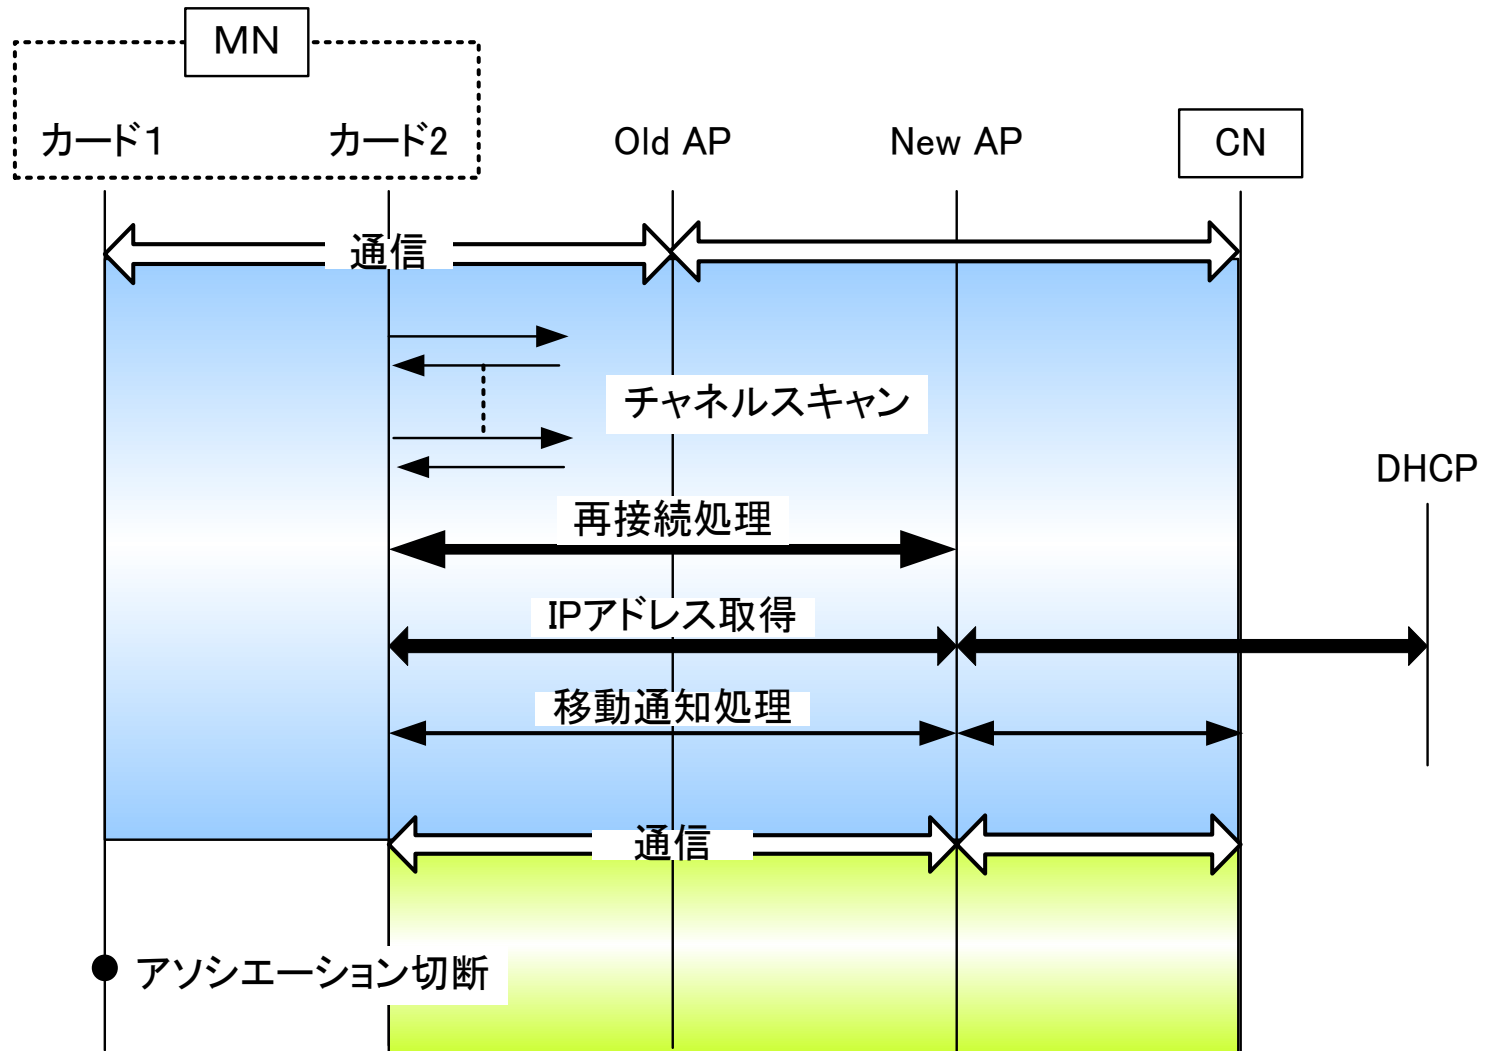 MN
カード1 カード2 Old AP New AP CN
通信
チャネルスキャン
DHCP
再接続処理
IPアドレス取得
移動通知処理
通信
アソシエーション切断